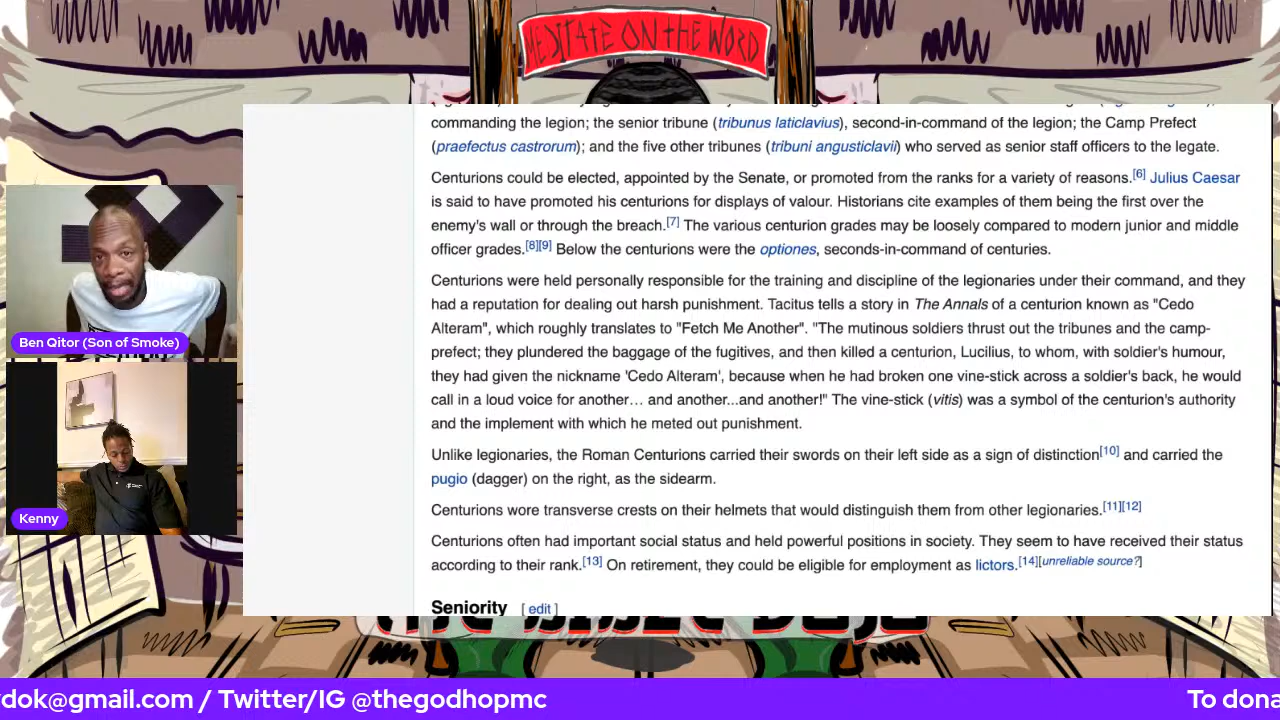 MEDITATE ON THE WORD
commanding the legion; the senior tribune (tribunus laticlavius), second-in-command of the legion; the Camp Prefect
(praefectus castrorum); and the five other tribunes (tribuni angusticlavii) who served as senior staff officers to the legate.
Centurions could be elected, appointed by the Senate, or promoted from the ranks for a variety of reasons.[6] Julius Caesar
is said to have promoted his centurions for displays of valour. Historians cite examples of them being the first over the
enemy's wall or through the breach.[7] The various centurion grades may be loosely compared to modern junior and middle
officer grades.[8][9] Below the centurions were the optiones, seconds-in-command of centuries.
Centurions were held personally responsible for the training and discipline of the legionaries under their command, and they
had a reputation for dealing out harsh punishment. Tacitus tells a story in The Annals of a centurion known as "Cedo
Alteram", which roughly translates to "Fetch Me Another". "The mutinous soldiers thrust out the tribunes and the camp-
prefect; they plundered the baggage of the fugitives, and then killed a centurion, Lucilius, to whom, with soldier's humour,
they had given the nickname 'Cedo Alteram', because when he had broken one vine-stick across a soldier's back, he would
call in a loud voice for another… and another...and another!" The vine-stick (vitis) was a symbol of the centurion's authority
and the implement with which he meted out punishment.
Unlike legionaries, the Roman Centurions carried their swords on their left side as a sign of distinction[10] and carried the
pugio (dagger) on the right, as the sidearm.
Centurions wore transverse crests on their helmets that would distinguish them from other legionaries.[11][12]
Centurions often had important social status and held powerful positions in society. They seem to have received their status
according to their rank.[13] On retirement, they could be eligible for employment as lictors.[14][unreliable source?]
Seniority [ edit ]
Ben Qitor (Son of Smoke)
Kenny
dok@gmail.com / Twitter/IG @thegodhopmc
To dona